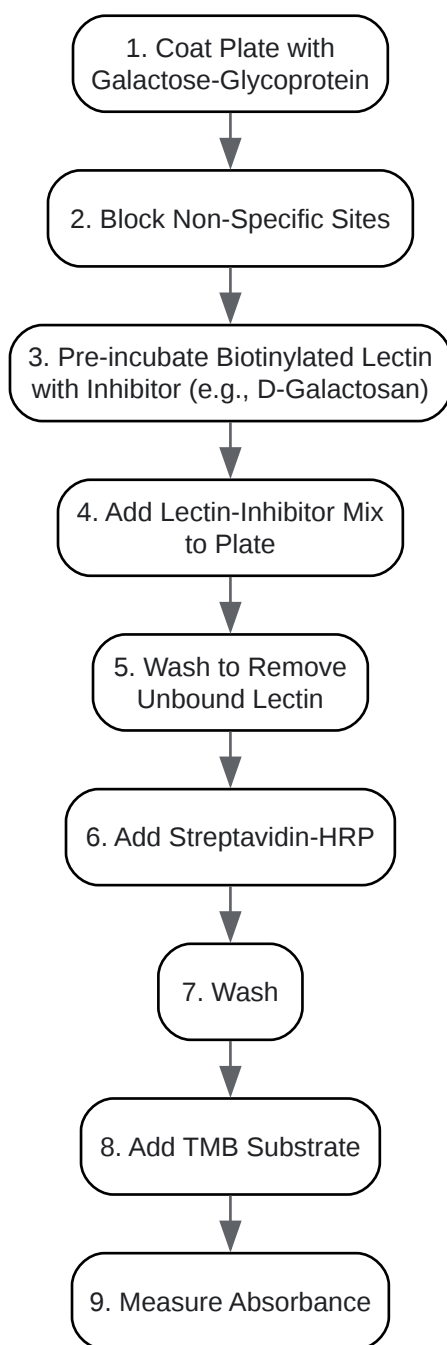 1. Coat Plate with
Galactose-Glycoprotein
2. Block Non-Specific Sites
3. Pre-incubate Biotinylated Lectin
with Inhibitor (e.g., D-Galactosan)
4. Add Lectin-Inhibitor Mix
to Plate
5. Wash to Remove
Unbound Lectin
6. Add Streptavidin-HRP
7. Wash
8. Add TMB Substrate
9. Measure Absorbance